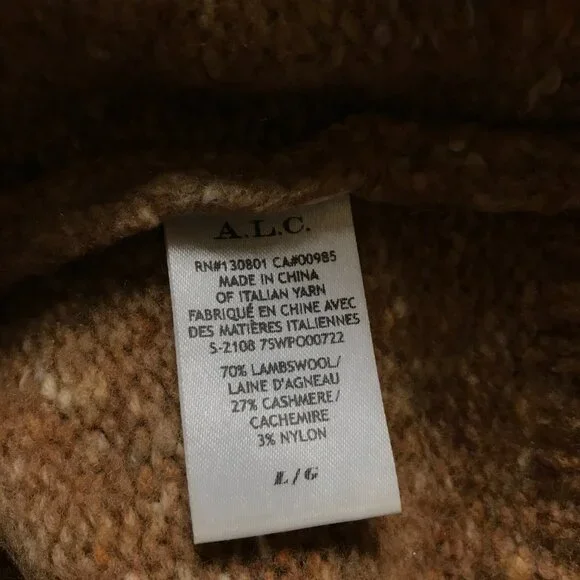 A.L.C.
RN#130801 CA#00985
MADE IN CHINA
OF ITALIAN YARN
FABRIQUÉ EN CHINE AVEC
DES MATIÈRES ITALIENNES
S-2108 7SWPO00722
70% LAMBSWOOL/
LAINE D'AGNEAU
27% CASHMERE/
CACHEMIRE
3% NYLON
L/G